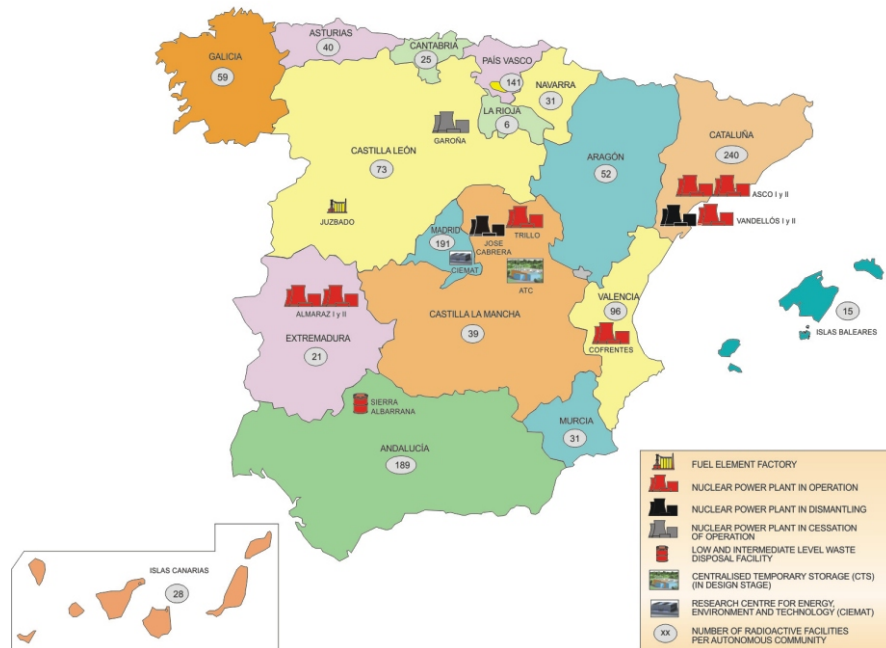 GALICIA
59
ASTURIAS
40
CANTABRIA
25
PAÍS VASCO
141
NAVARRA
31
LA RIOJA
6
GAROÑA
CASTILLA LEÓN
73
JUZBADO
ARAGÓN
52
CATALUÑA
240
ASCO I y II
VANDELLÓS I y II
MADRID
191
CIEMAT
JOSE
CABRERA
TRILLO
ATC
ALMARAZ I y II
EXTREMADURA
21
CASTILLA LA MANCHA
39
VALENCIA
96
COFRENTES
15
ISLAS BALEARES
SIERRA
ALBARRANA
ANDALUCÍA
189
MURCIA
31
ISLAS CANARIAS
28
FUEL ELEMENT FACTORY
NUCLEAR POWER PLANT IN OPERATION
NUCLEAR POWER PLANT IN DISMANTLING
NUCLEAR POWER PLANT IN CESSATION
OF OPERATION
LOW AND INTERMEDIATE LEVEL WASTE
DISPOSAL FACILITY
CENTRALISED TEMPORARY STORAGE (CTS)
(IN DESIGN STAGE)
RESEARCH CENTRE FOR ENERGY,
ENVIRONMENT AND TECHNOLOGY (CIEMAT)
XX
NUMBER OF RADIOACTIVE FACILITIES
PER AUTONOMOUS COMMUNITY